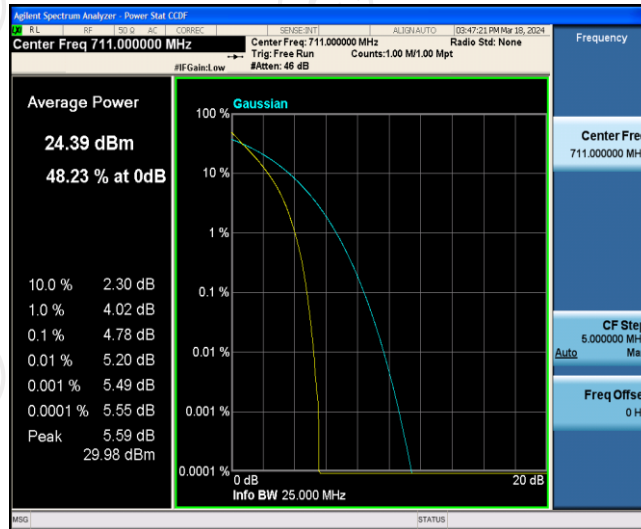 Agilent Spectrum Analyzer - Power Stat CCDF
RL RF 50 Ω AC CORREC SENSE:INT ALIGNAUTO 03:47:21 PM Mar 18, 2024
Center Freq 711.000000 MHz
Center Freq: 711.000000 MHz Radio Std: None
Trig: Free Run Counts:1.00 M/1.00 Mpt
#IFGain:Low #Atten: 46 dB
Frequency
Average Power
24.39 dBm
48.23 % at 0dB
10.0 % 2.30 dB
1.0 % 4.02 dB
0.1 % 4.78 dB
0.01 % 5.20 dB
0.001 % 5.49 dB
0.0001 % 5.55 dB
Peak 5.59 dB
29.98 dBm
Gaussian
100 %
10 %
1 %
0.1 %
0.01 %
0.001 %
0.0001 %
0 dB 20 dB
Info BW 25.000 MHz
Center Fre
711.000000 MH
CF Step
5.000000 MH
Auto Ma
Freq Offse
0 H
MSG STATUS